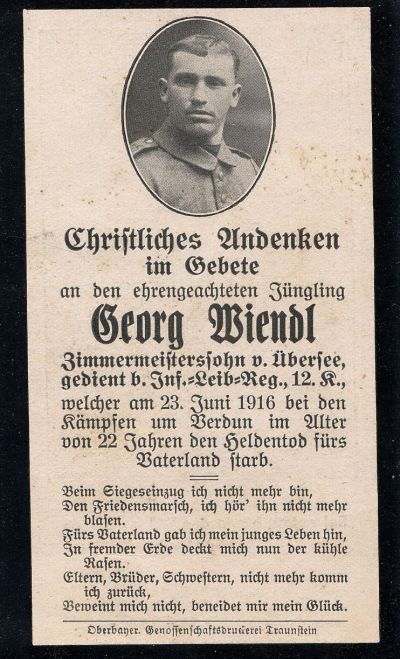 Christliches Andenken
im Gebete
an den ehrengeachteten Jüngling
Georg Wiendl
Zimmermeisterssohn v. Übersee,
gedient b. Inf.-Leib-Reg., 12. K.,
welcher am 23. Juni 1916 bei den
Kämpfen um Verdun im Alter
von 22 Jahren den Heldentod fürs
Vaterland starb.
Beim Siegeseinzug ich nicht mehr bin,
Den Friedensmarsch, ich hör' ihn nicht mehr
blasen.
Fürs Vaterland gab ich mein junges Leben hin,
In fremder Erde deckt mich nun der kühle
Rasen.
Eltern, Brüder, Schwestern, nicht mehr komm
ich zurück,
Beweint mich nicht, beneidet mir mein Glück.
Oberbayer. Genossenschaftsdruckerei Traunstein